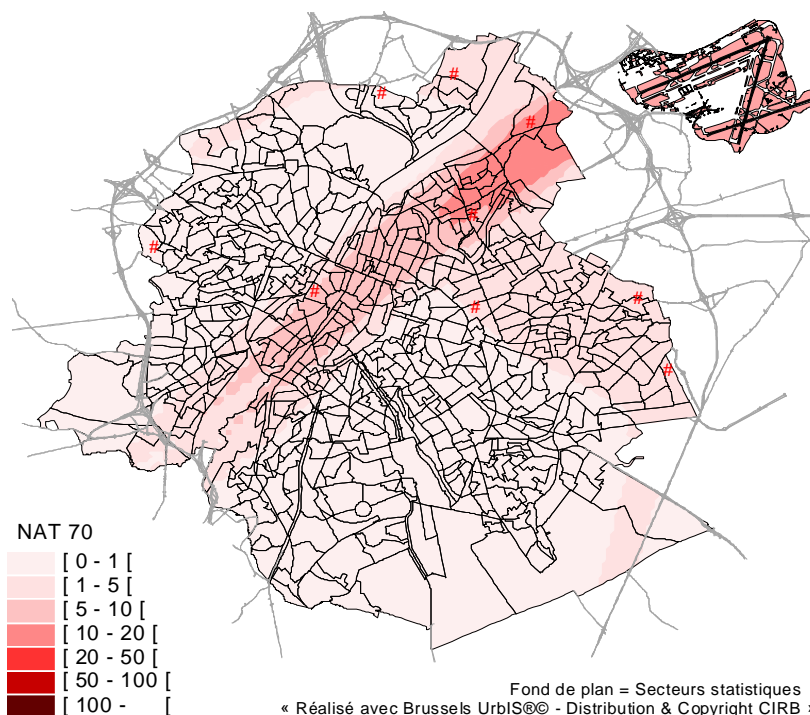 #
#
#
#
#
#
#
#
#
NAT 70
[ 0 - 1 [
[ 1 - 5 [
[ 5 - 10 [
[ 10 - 20 [
[ 20 - 50 [
[ 50 - 100 [
[ 100 - [
Fond de plan = Secteurs statistiques
« Réalisé avec Brussels UrbIS®© - Distribution & Copyright CIRB »